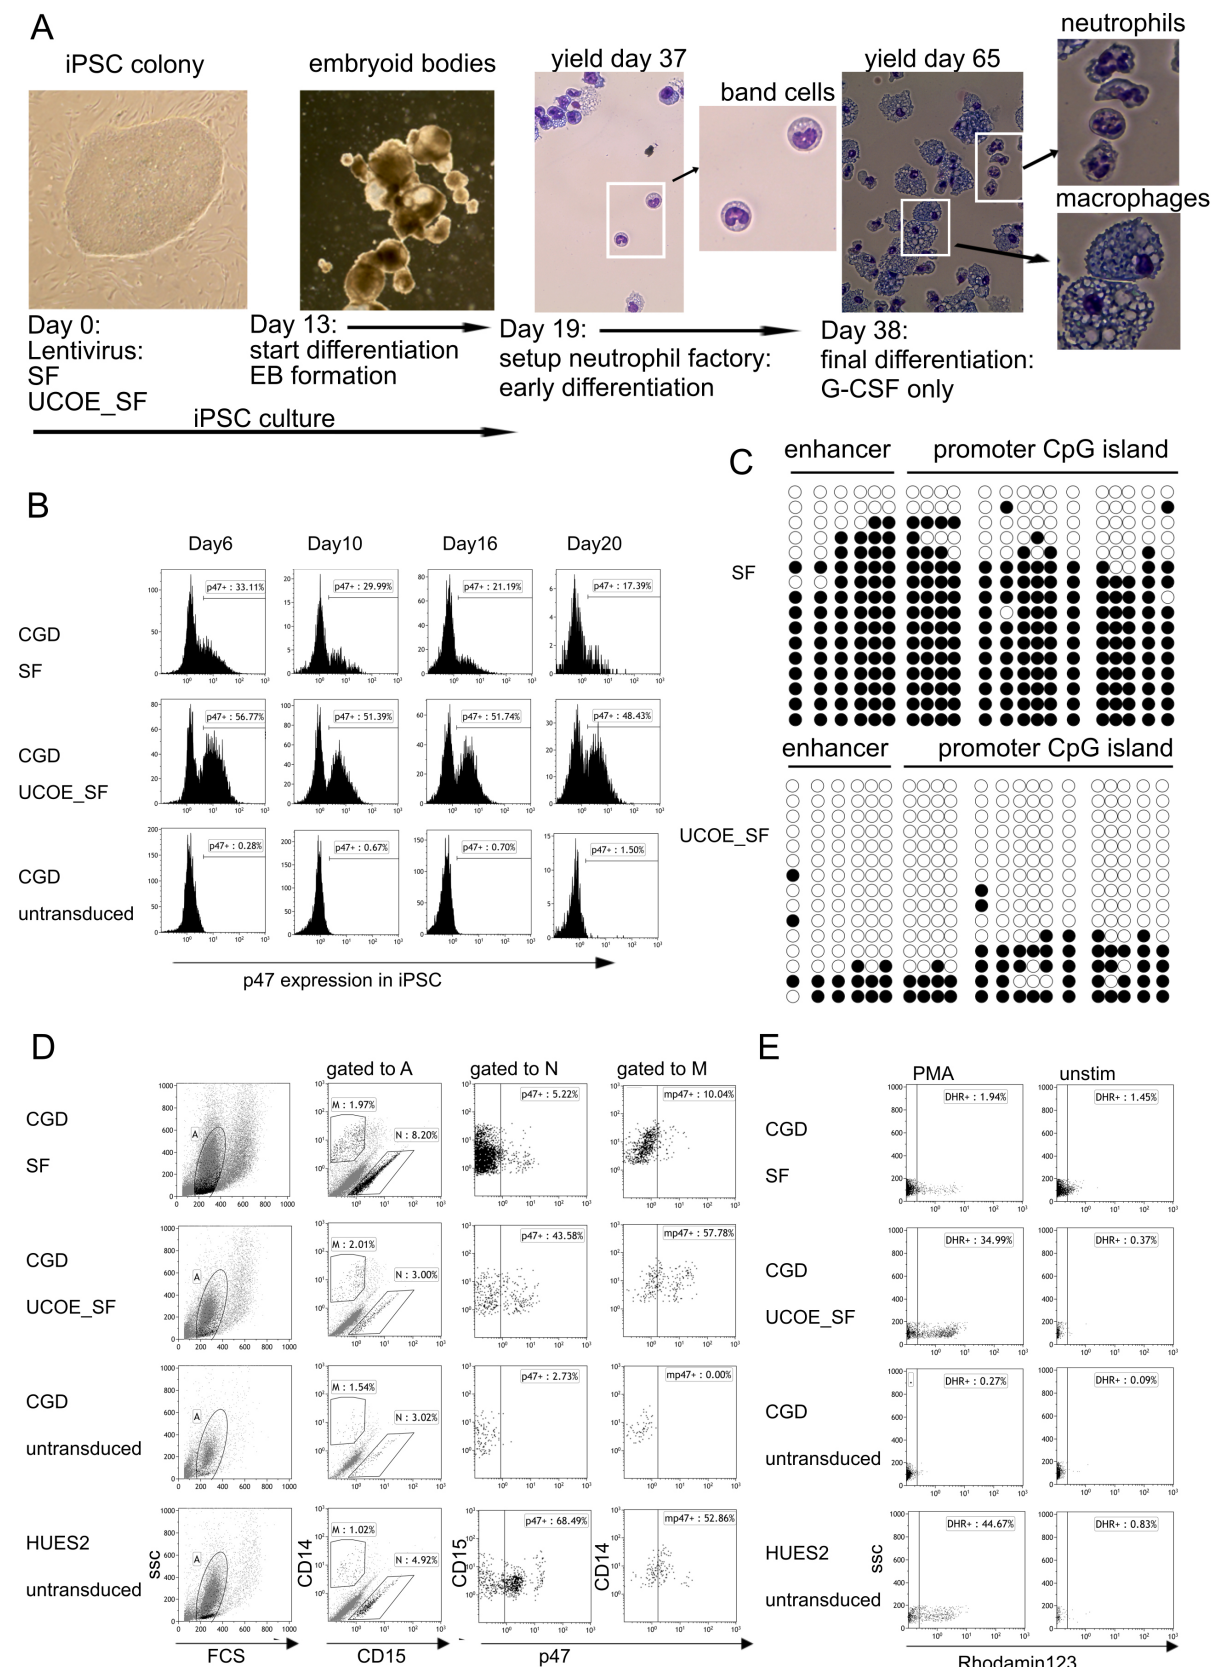 A
iPSC colony
embryoid bodies
yield day 37
band cells
yield day 65
neutrophils
macrophages
Day 0:
Lentivirus:
SF
UCOE_SF
Day 13:
start differentiation
EB formation
Day 19:
setup neutrophil factory:
early differentiation
Day 38:
final differentiation:
G-CSF only
iPSC culture
B
Day6 Day10 Day16 Day20
CGD
SF
p47+ : 33.11% p47+ : 29.99% p47+ : 21.19% p47+ : 17.39%
CGD
UCOE_SF
p47+ : 56.77% p47+ : 51.39% p47+ : 51.74% p47+ : 48.43%
CGD
untransduced
p47+ : 0.28% p47+ : 0.67% p47+ : 0.70% p47+ : 1.50%
p47 expression in iPSC
C
enhancer promoter CpG island
SF
enhancer promoter CpG island
UCOE_SF
D
gated to A gated to N gated to M
CGD
SF
A
M : 1.97%
N : 8.20%
p47+ : 5.22%
mp47+ : 10.04%
CGD
UCOE_SF
A
M : 2.01%
N : 3.00%
p47+ : 43.58%
mp47+ : 57.78%
CGD
untransduced
A
M : 1.54%
N : 3.02%
p47+ : 2.73%
mp47+ : 0.00%
HUES2
untransduced
A
M : 1.02%
N : 4.92%
p47+ : 68.49%
mp47+ : 52.86%
ssc
CD14
CD15
CD14
FCS
CD15
p47
E
PMA unstim
CGD
SF
DHR+ : 1.94% DHR+ : 1.45%
CGD
UCOE_SF
DHR+ : 34.99% DHR+ : 0.37%
CGD
untransduced
DHR+ : 0.27% DHR+ : 0.09%
HUES2
untransduced
DHR+ : 44.67% DHR+ : 0.83%
ssc
Rhodamin123